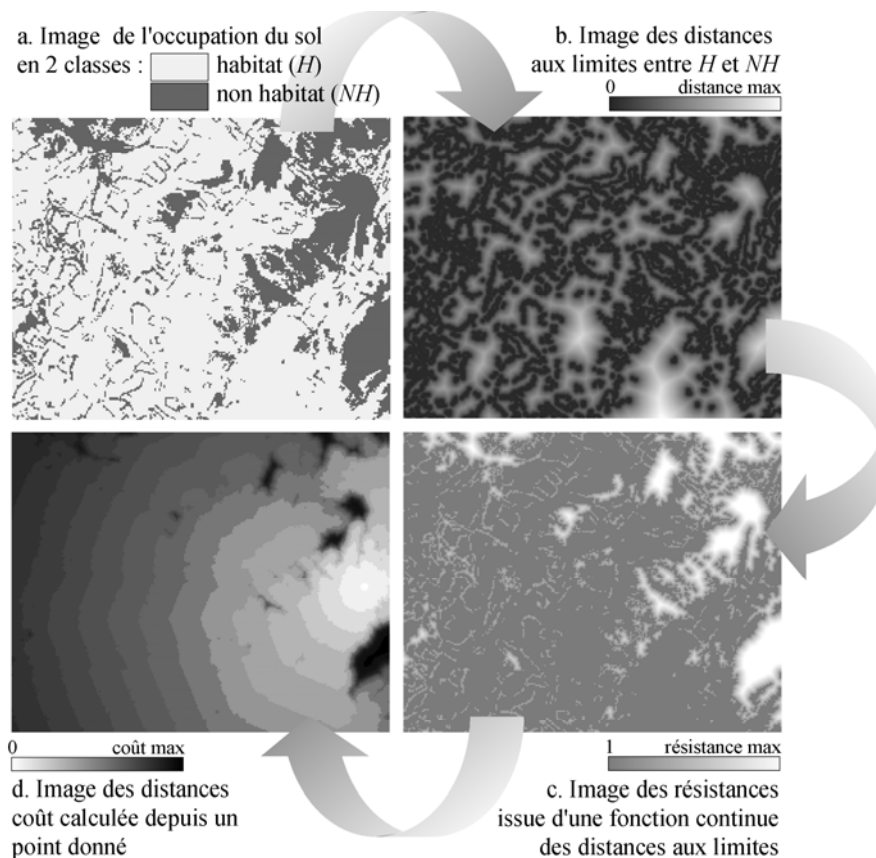 a. Image de l'occupation du sol
en 2 classes :
habitat (H)
non habitat (NH)
b. Image des distances
aux limites entre H et NH
0 distance max
0 coût max
d. Image des distances
coût calculée depuis un
point donné
1 résistance max
c. Image des résistances
issue d'une fonction continue
des distances aux limites